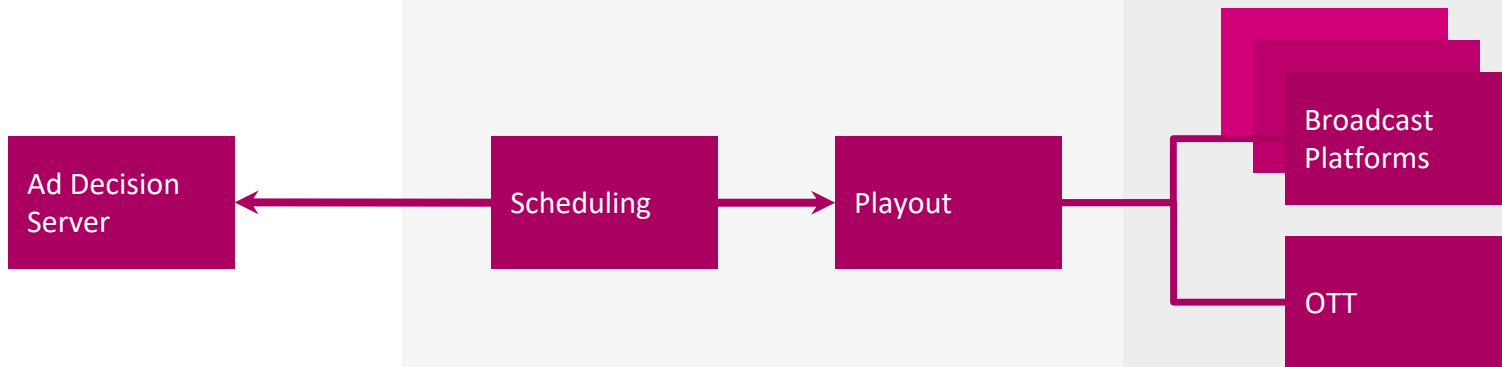 Ad Decision
Server
Scheduling
Playout
Broadcast
Platforms
OTT